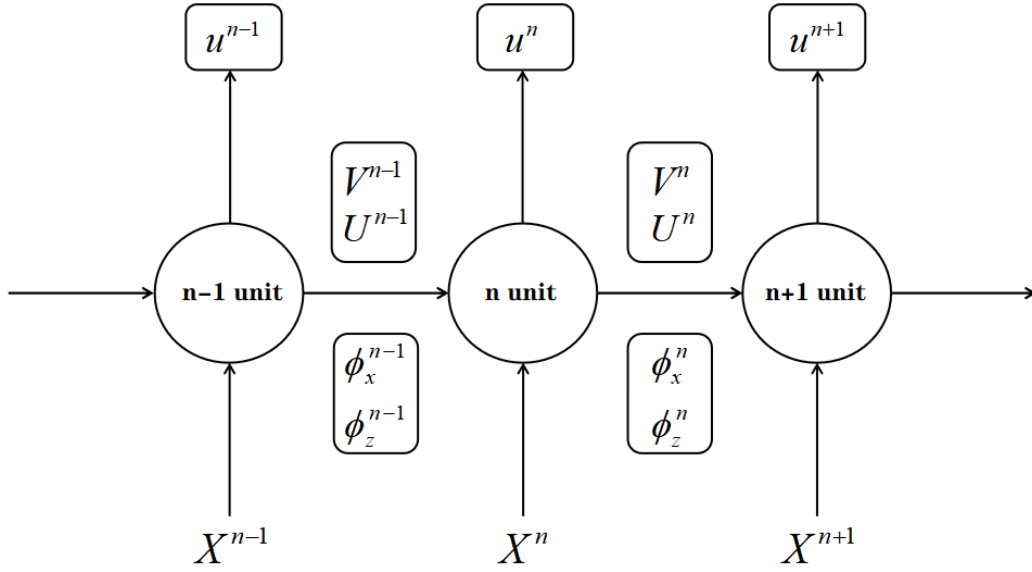 u^{n-1} u^{n} u^{n+1}
V^{n-1} V^{n}
U^{n-1} U^{n}
n−1 unit n unit n+1 unit
ϕ_x^{n-1} ϕ_x^{n}
ϕ_z^{n-1} ϕ_z^{n}
X^{n-1} X^{n} X^{n+1}